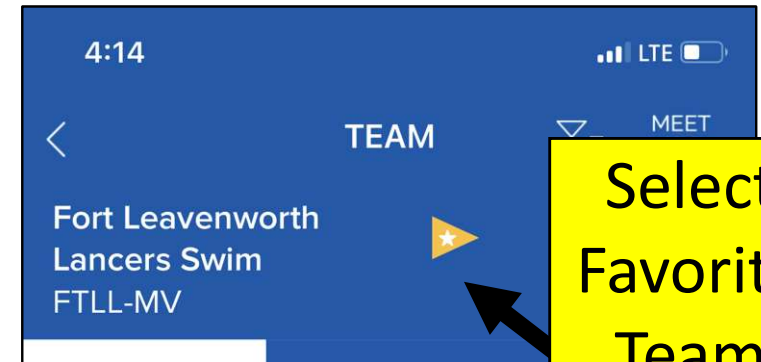 4:14
LTE
TEAM
MEET
Fort Leavenworth
Lancers Swim
FTLL-MV
Select
Favorit
Team